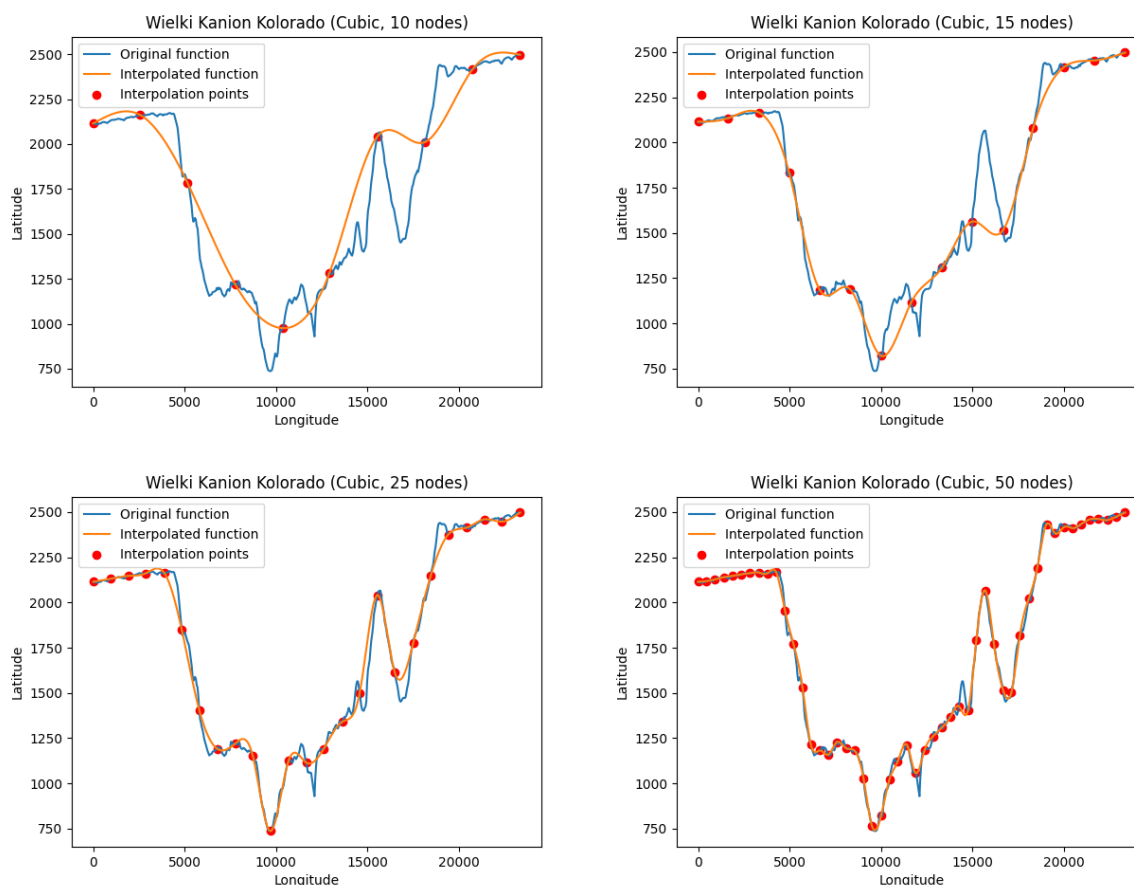 Wielki Kanion Kolorado (Cubic, 10 nodes)
Original function
Interpolated function
Interpolation points
2500
2250
2000
1750
1500
1250
1000
750
Latitude
0
5000
10000
15000
20000
Longitude
Wielki Kanion Kolorado (Cubic, 15 nodes)
Original function
Interpolated function
Interpolation points
2500
2250
2000
1750
1500
1250
1000
750
Latitude
0
5000
10000
15000
20000
Longitude
Wielki Kanion Kolorado (Cubic, 25 nodes)
Original function
Interpolated function
Interpolation points
2500
2250
2000
1750
1500
1250
1000
750
Latitude
0
5000
10000
15000
20000
Longitude
Wielki Kanion Kolorado (Cubic, 50 nodes)
Original function
Interpolated function
Interpolation points
2500
2250
2000
1750
1500
1250
1000
750
Latitude
0
5000
10000
15000
20000
Longitude